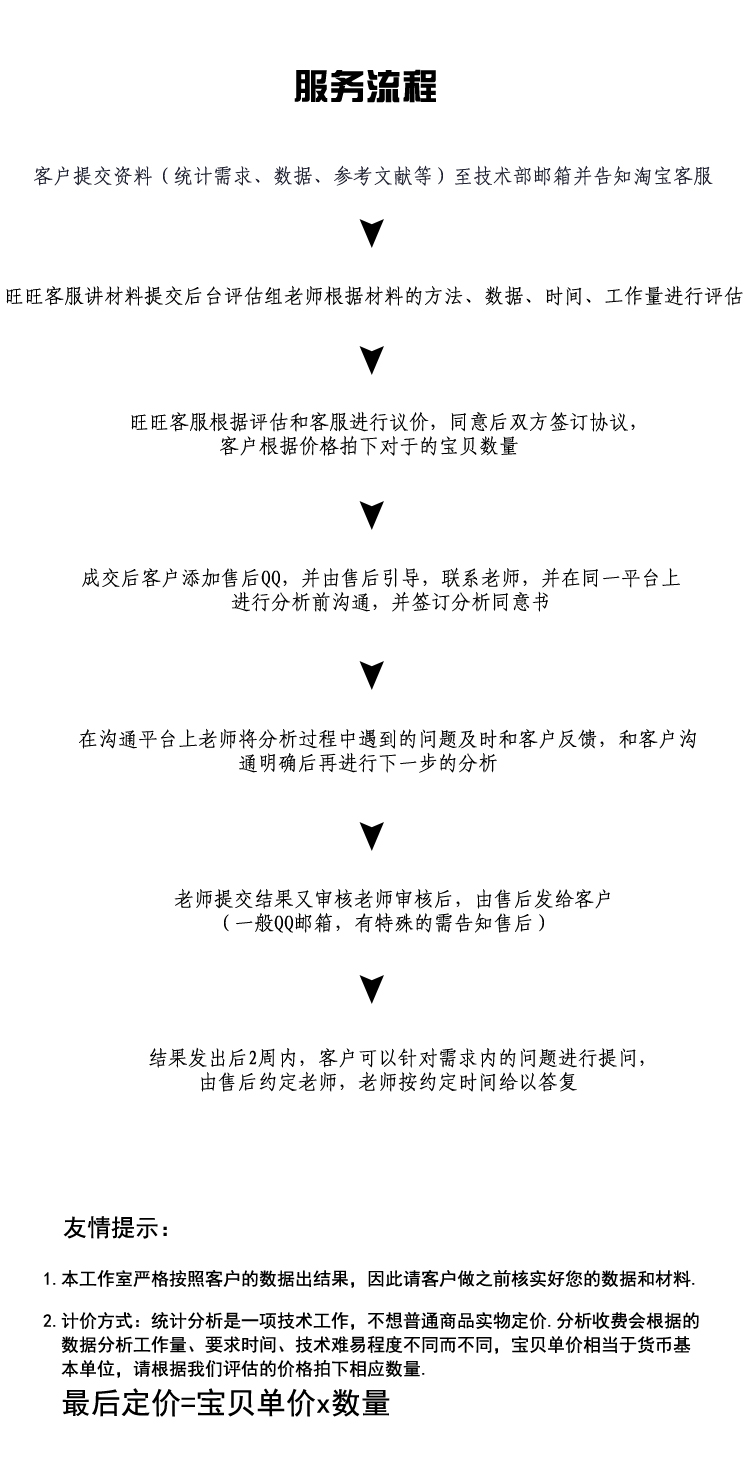 服务流程
客户提交资料（统计需求、数据、参考文献等）至技术部邮箱并告知淘宝客服
旺旺客服讲材料提交后台评估组老师根据材料的方法、数据、时间、工作量进行评估
旺旺客服根据评估和客服进行议价，同意后双方签订协议，
客户根据价格拍下对于的宝贝数量
成交后客户添加售后QQ，并由售后引导，联系老师，并在同一平台上
进行分析前沟通，并签订分析同意书
在沟通平台上老师将分析过程中遇到的问题及时和客户反馈，和客户沟
通明确后再进行下一步的分析
老师提交结果又审核老师审核后，由售后发给客户
（一般QQ邮箱，有特殊的需告知售后）
结果发出后2周内，客户可以针对需求内的问题进行提问，
由售后约定老师，老师按约定时间给以答复
友情提示：
1.本工作室严格按照客户的数据出结果，因此请客户做之前核实好您的数据和材料.
2.计价方式：统计分析是一项技术工作，不想普通商品实物定价.分析收费会根据的
数据分析工作量、要求时间、技术难易程度不同而不同，宝贝单价相当于货币基
本单位，请根据我们评估的价格拍下相应数量.
最后定价=宝贝单价x数量